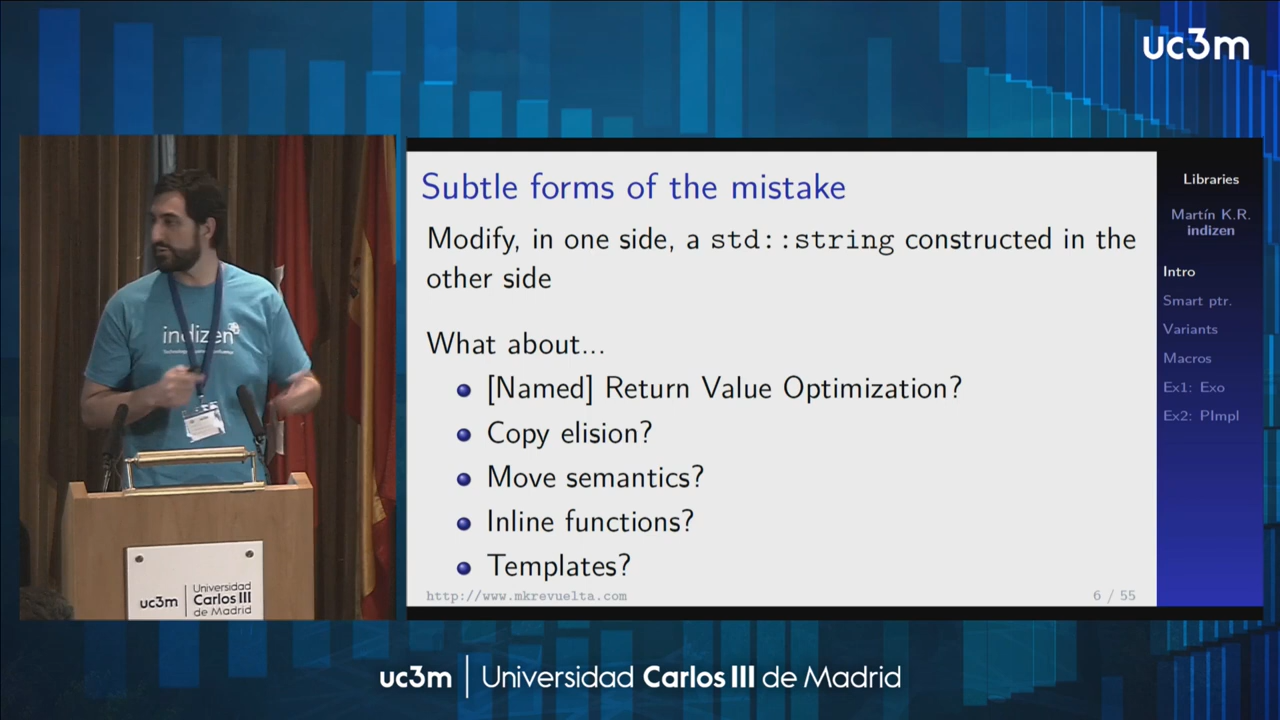 uc3m
Subtle forms of the mistake
Modify, in one side, a std::string constructed in the
other side
What about...
[Named] Return Value Optimization?
Copy elision?
Move semantics?
Inline functions?
Templates?
http://www.mkrevuelta.com
6 / 55
Libraries
Martín K.R.
indizen
Intro
Smart ptr.
Variants
Macros
Ex1: Exo
Ex2: PImpl
indizen
uc3m
Universidad
Carlos III
de Madrid
uc3m | Universidad Carlos III de Madrid